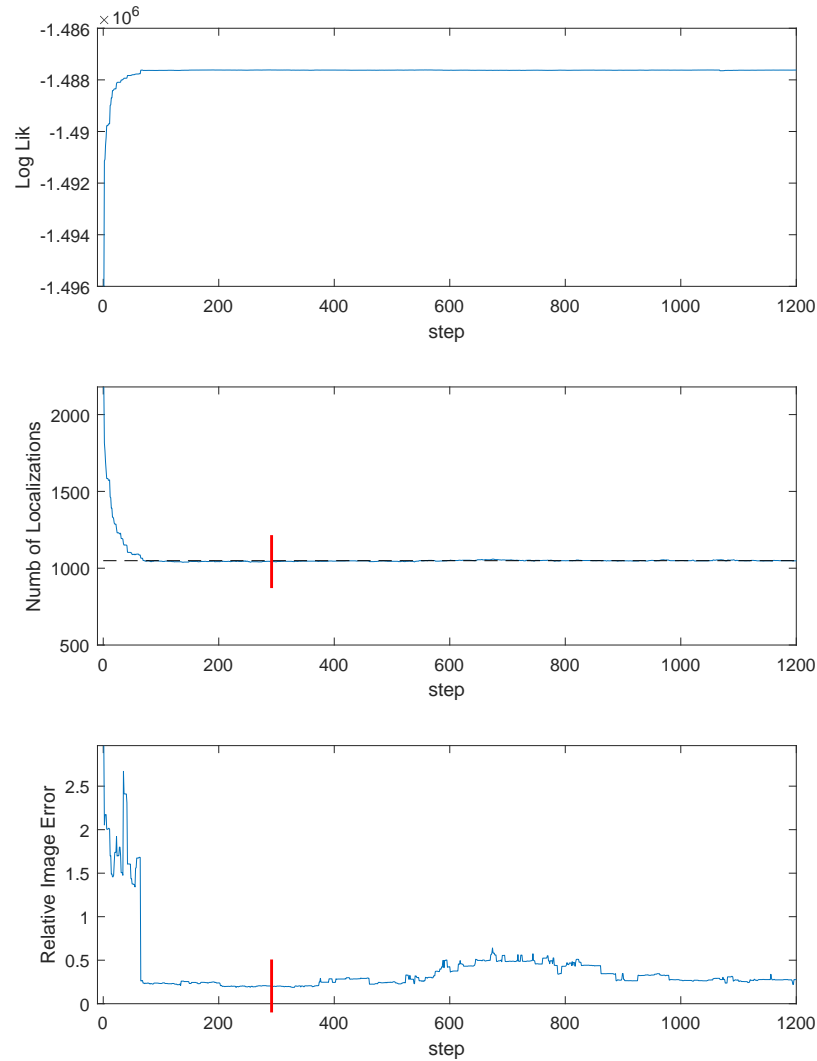 ×10^6
-1.486
-1.488
-1.49
-1.492
-1.494
-1.496
Log Lik
0 200 400 600 800 1000 1200
step
2000
1500
1000
500
Numb of Localizations
0 200 400 600 800 1000 1200
step
2.5
2
1.5
1
0.5
0
Relative Image Error
0 200 400 600 800 1000 1200
step